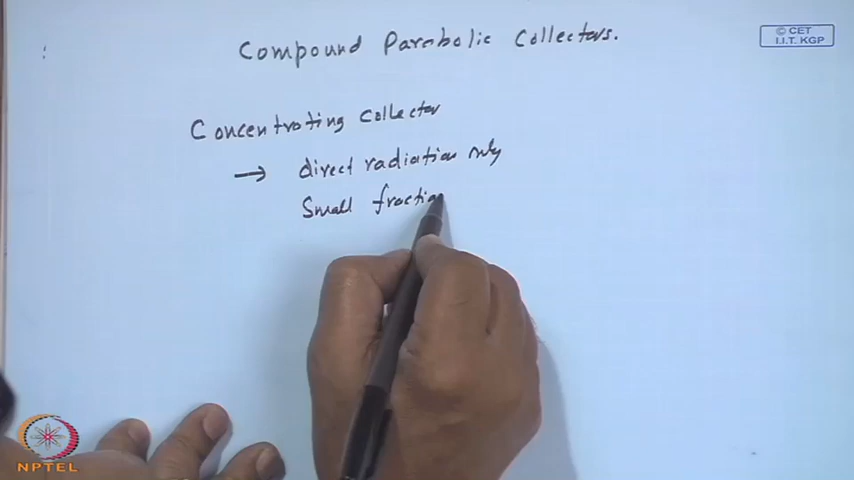 Compound Parabolic Collectors.
© CET
I.I.T. KGP
Concentrating Collector
→ direct radiation only
Small fraction
NPTEL